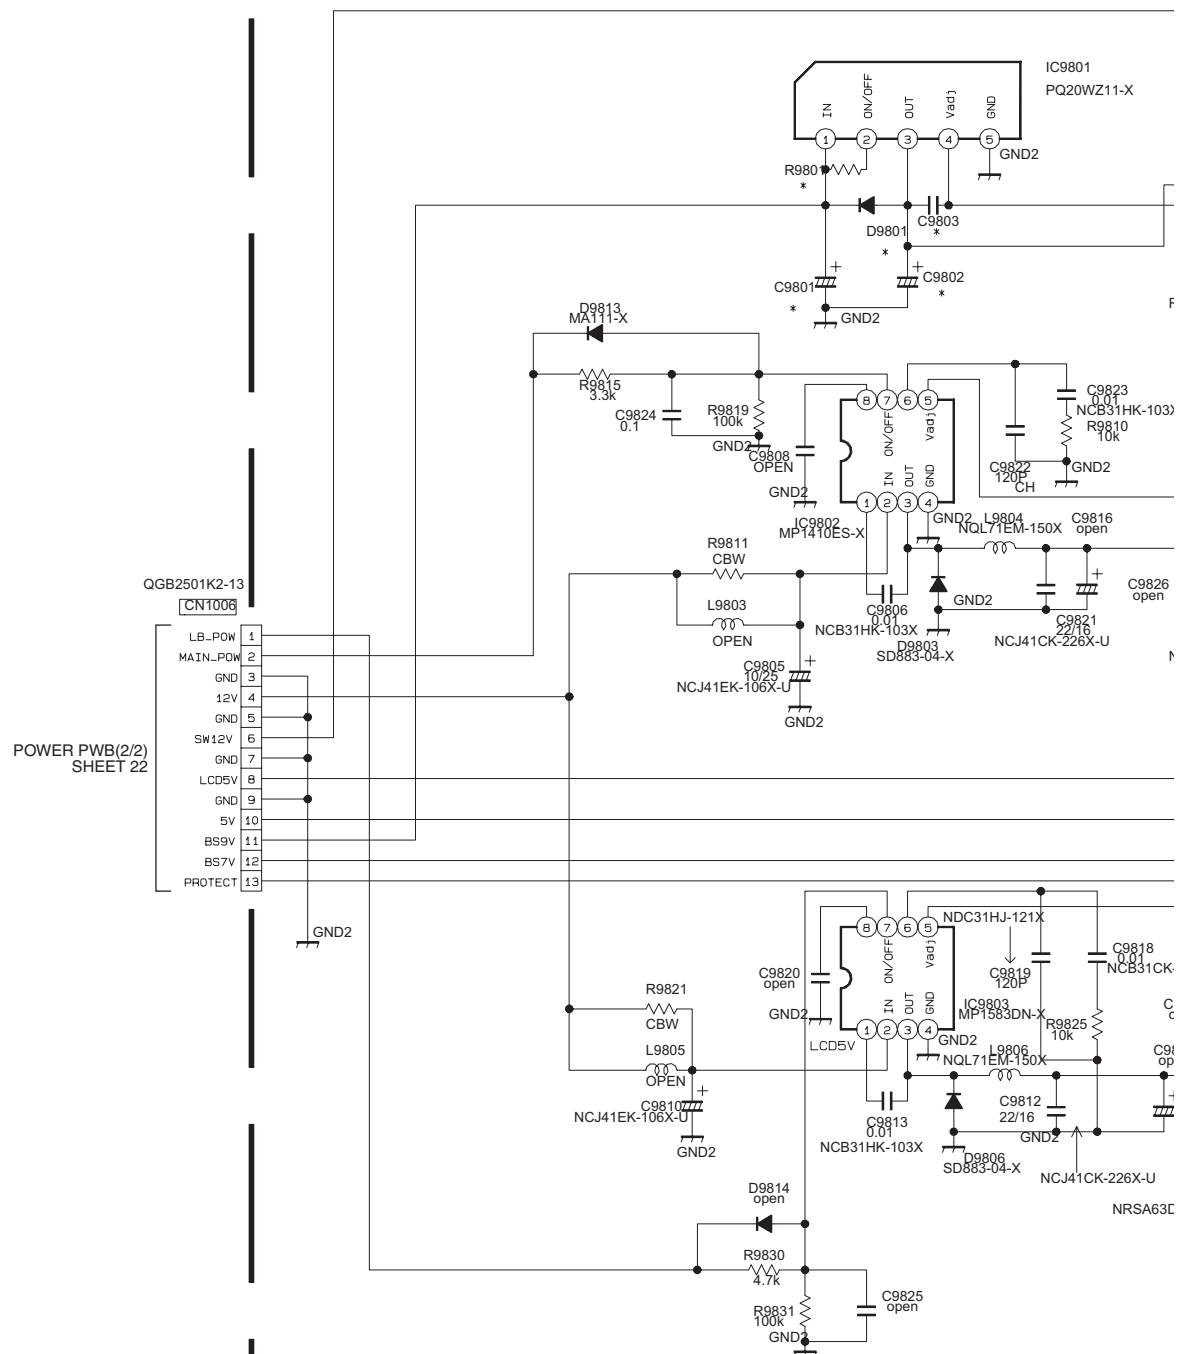 IC9801
PQ20WZ11-X
IN
ON/OFF
OUT
Vadj
GND
1
2
3
4
5
GND2
R9801
*
D9801
*
C9803
*
C9801
*
+
C9802
*
+
GND2
D9813
MA111-X
R9815
3.3k
C9824
0.1
R9819
100k
GND2
C9808
OPEN
GND2
8
7
6
5
ON/OFF
Vadj
IN
OUT
GND
1
2
3
4
IC9802
MP1410ES-X
GND2
C9823
0.01
NCB31HK-103X
R9810
10k
C9822
120P
CH
GND2
L9804
NQL71EM-150X
C9816
open
+
C9826
open
R9811
CBW
L9803
OPEN
C9806
0.01
NCB31HK-103X
GND2
D9803
SD883-04-X
C9821
22/16
NCJ41CK-226X-U
C9805
10/25
NCJ41EK-106X-U
+
GND2
QGB2501K2-13
CN1006
LB_POW 1
MAIN_POW 2
GND 3
12V 4
GND 5
SW12V 6
GND 7
LCD5V 8
GND 9
5V 10
BS9V 11
BS7V 12
PROTECT 13
POWER PWB(2/2)
SHEET 22
GND2
8
7
6
5
ON/OFF
Vadj
IN
OUT
GND
1
2
3
4
NDC31HJ-121X
C9819
120P
C9818
0.01
NCB31CK-
C9820
open
GND2
IC9803
MP1583DN-X
LCD5V
GND2
R9825
10k
L9806
NQL71EM-150X
R9821
CBW
L9805
OPEN
C9810
NCJ41EK-106X-U
+
GND2
C9813
0.01
NCB31HK-103X
C9812
22/16
GND2
D9806
SD883-04-X
NCJ41CK-226X-U
NRSA63D
D9814
open
R9830
4.7k
R9831
100k
GND2
C9825
open